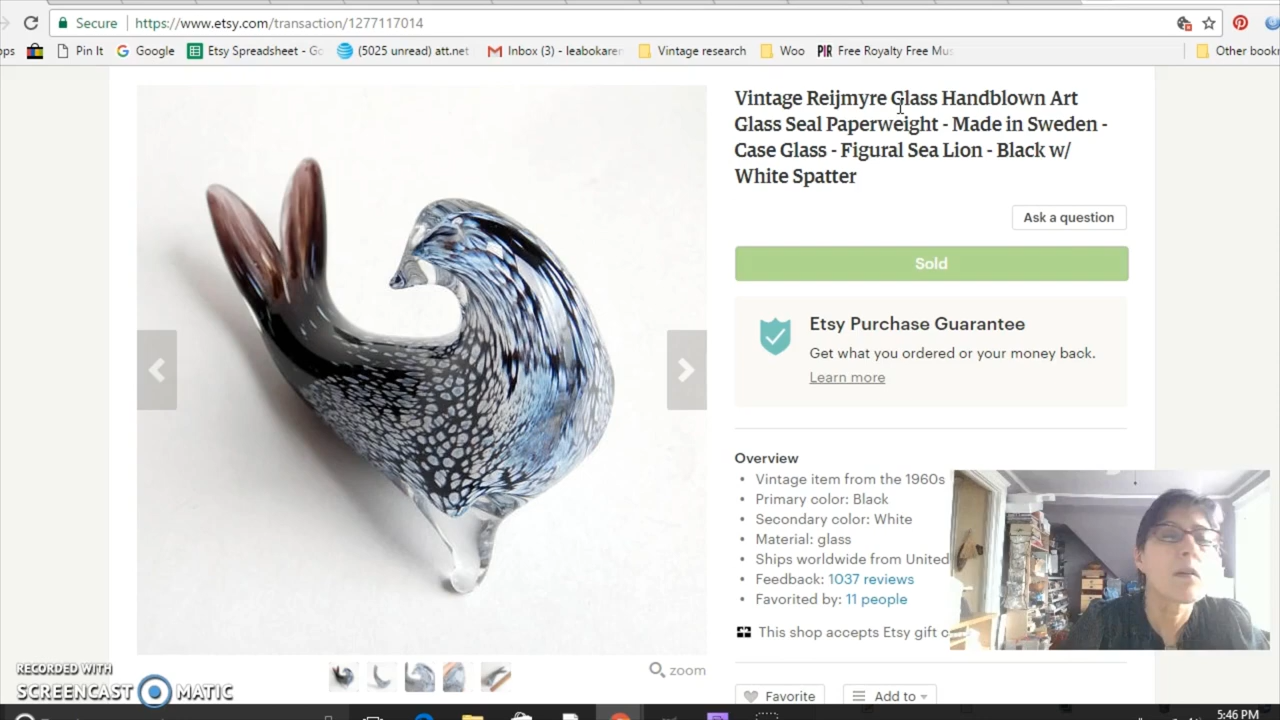 Secure
https://www.etsy.com/transaction/1277117014
Pin It
Google
Etsy Spreadsheet - Go
(5025 unread) att.net
Inbox (3) - leabokaren
Vintage research
Woo
PIR Free Royalty Free Mus
Other book
Vintage Reijmyre Glass Handblown Art
Glass Seal Paperweight - Made in Sweden -
Case Glass - Figural Sea Lion - Black w/
White Spatter
Ask a question
Sold
Etsy Purchase Guarantee
Get what you ordered or your money back.
Learn more
Overview
• Vintage item from the 1960s
• Primary color: Black
• Secondary color: White
• Material: glass
• Ships worldwide from United
• Feedback: 1037 reviews
• Favorited by: 11 people
This shop accepts Etsy gift
zoom
Favorite
Add to
RECORDED WITH
SCREENCAST MATIC
5:46 PM